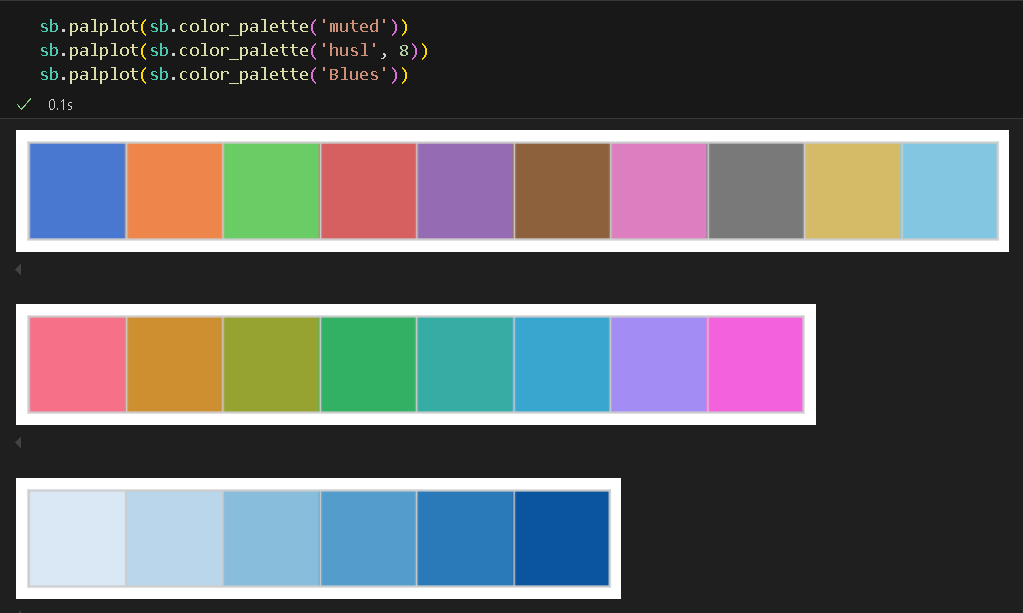 sb.palplot(sb.color_palette('muted'))
sb.palplot(sb.color_palette('husl', 8))
sb.palplot(sb.color_palette('Blues'))
0.1s